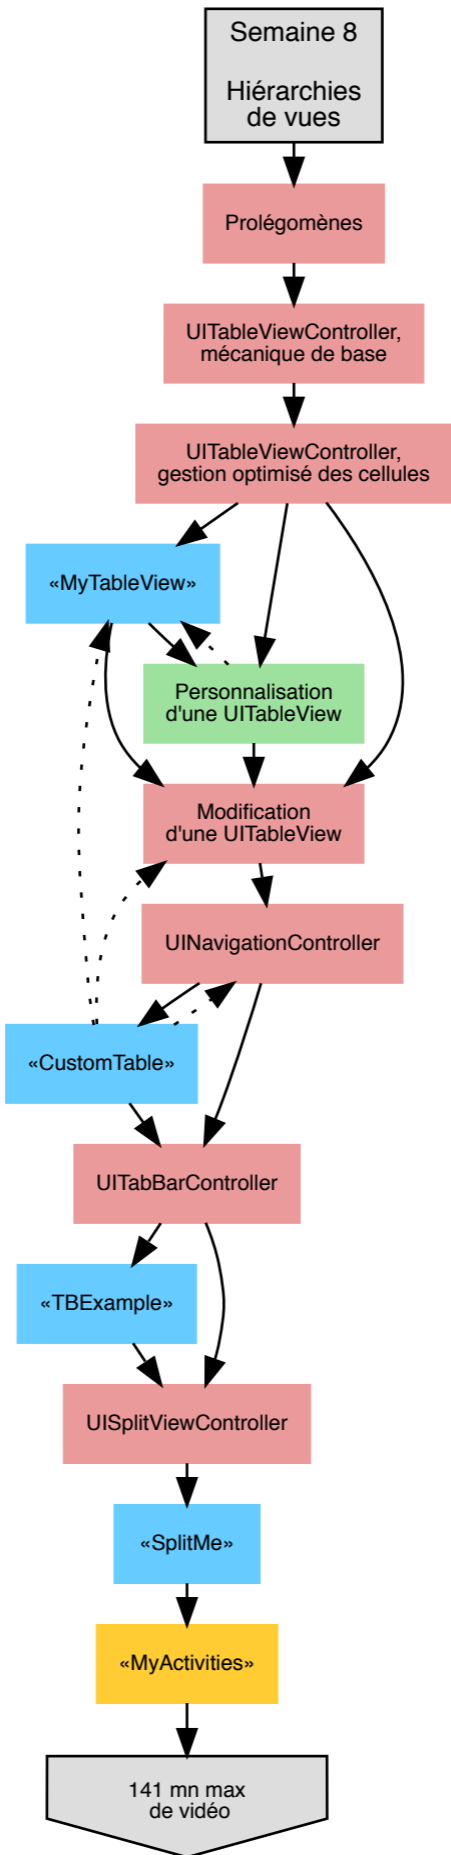 Semaine 8
Hiérarchies
de vues
Prolégomènes
UITableViewController,
mécanique de base
UITableViewController,
gestion optimisé des cellules
«MyTableView»
Personnalisation
d'une UITableView
Modification
d'une UITableView
UINavigationController
«CustomTable»
UITabBarController
«TBExample»
UISplitViewController
«SplitMe»
«MyActivities»
141 mn max
de vidéo